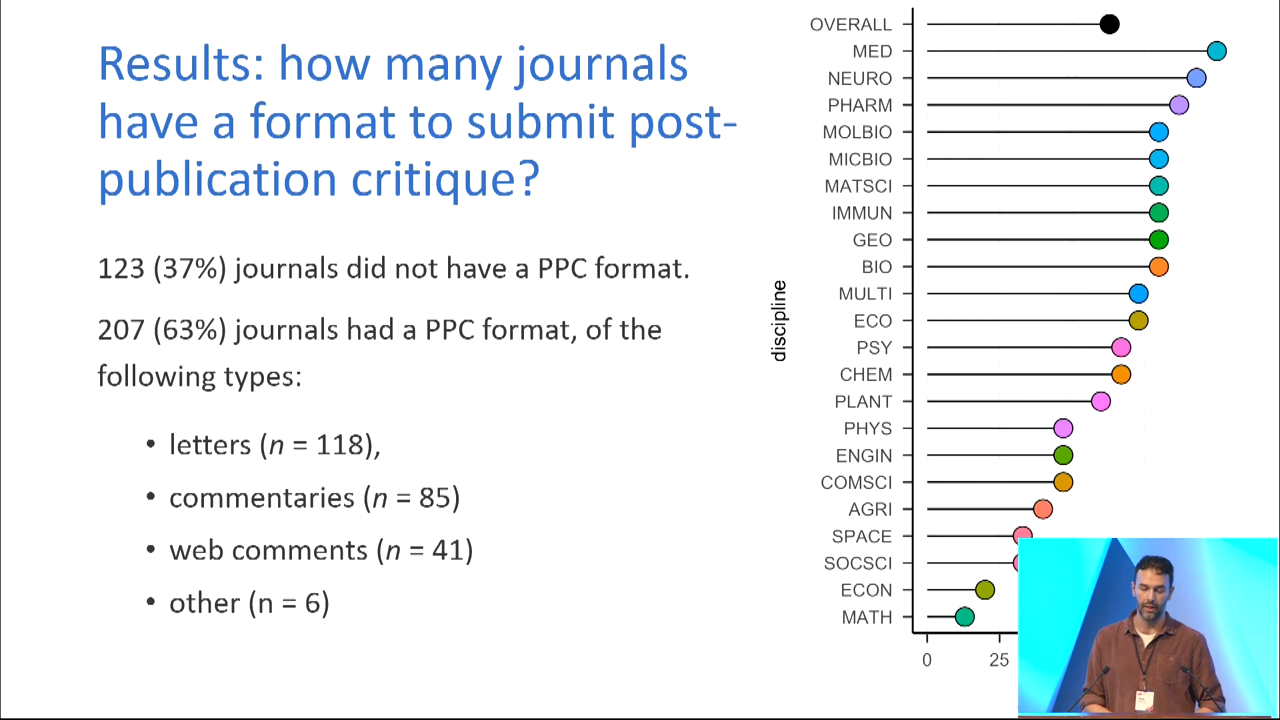 Results: how many journals
have a format to submit post-
publication critique?
123 (37%) journals did not have a PPC format.
207 (63%) journals had a PPC format, of the
following types:
• letters (n = 118),
• commentaries (n = 85)
• web comments (n = 41)
• other (n = 6)
discipline
OVERALL
MED
NEURO
PHARM
MOLBIO
MICBIO
MATSCI
IMMUN
GEO
BIO
MULTI
ECO
PSY
CHEM
PLANT
PHYS
ENGIN
COMSCI
AGRI
SPACE
SOCSCI
ECON
MATH
0 25